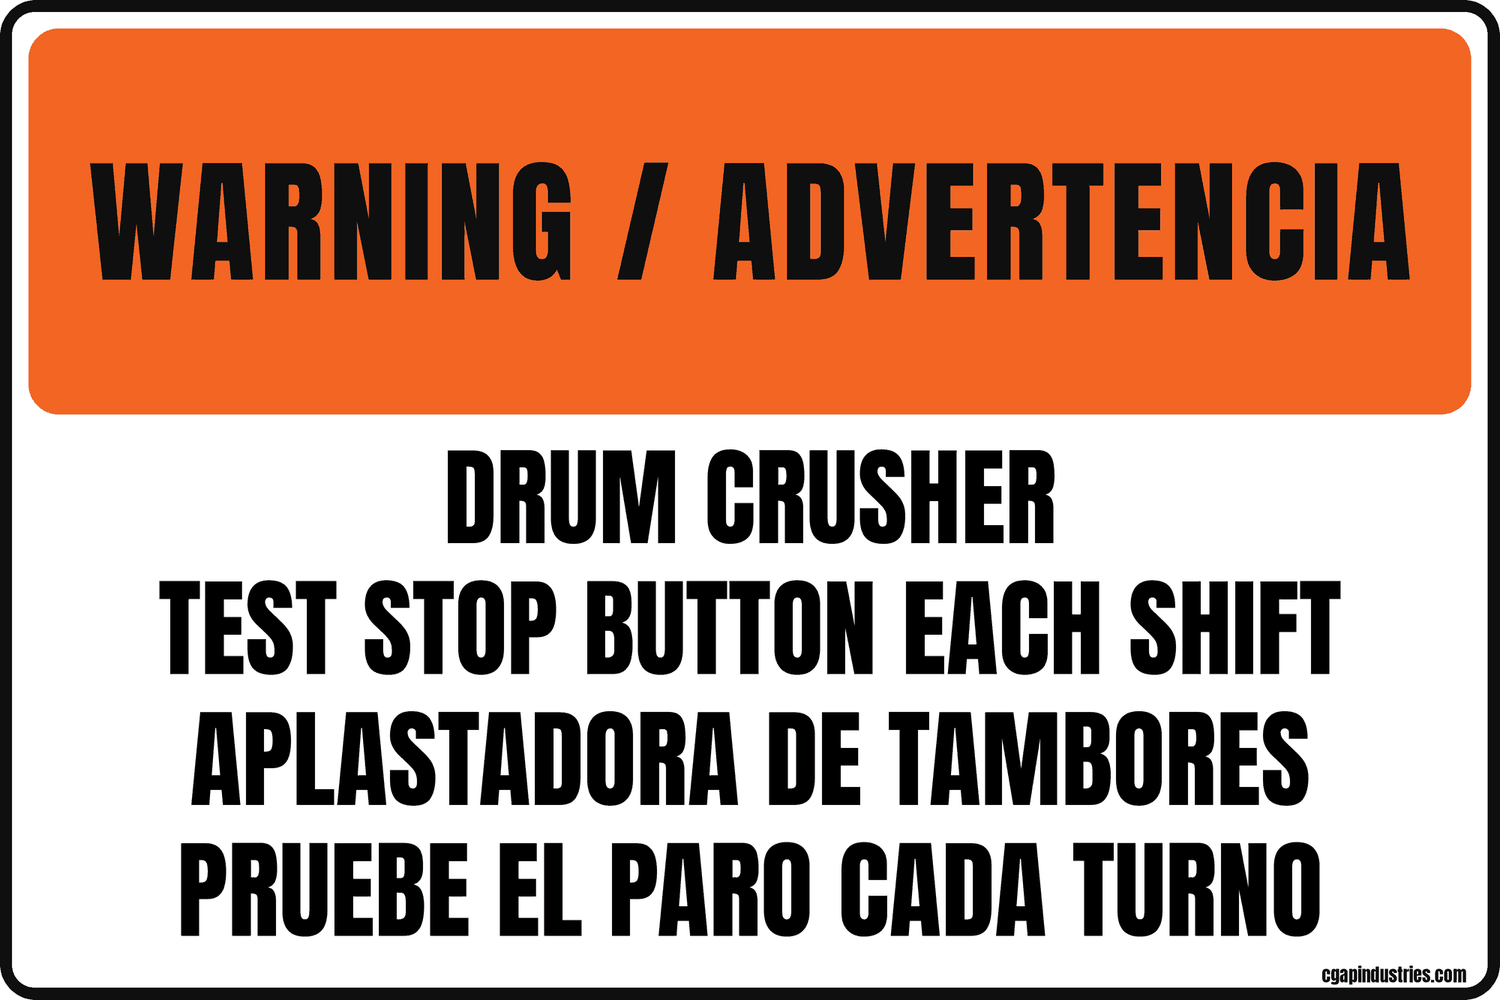 WARNING / ADVERTENCIA
DRUM CRUSHER
TEST STOP BUTTON EACH SHIFT
APLASTADORA DE TAMBORES
PRUEBE EL PARO CADA TURNO
cgapindustries.com